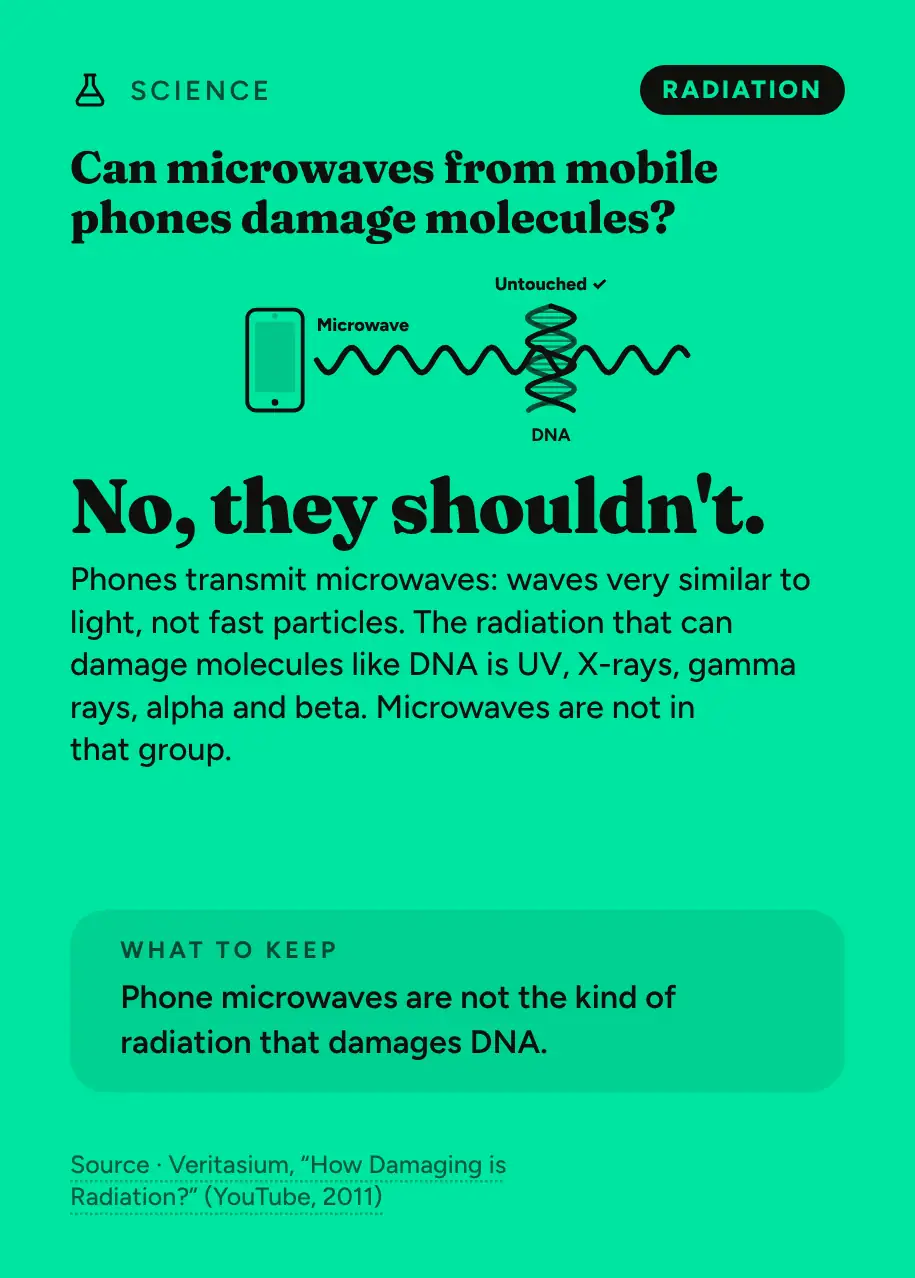 SCIENCE
RADIATION
Can microwaves from mobile
phones damage molecules?
Untouched ✓
Microwave
DNA
No, they shouldn't.
Phones transmit microwaves: waves very similar to
light, not fast particles. The radiation that can
damage molecules like DNA is UV, X-rays, gamma
rays, alpha and beta. Microwaves are not in
that group.
WHAT TO KEEP
Phone microwaves are not the kind of
radiation that damages DNA.
Source · Veritasium, “How Damaging is
Radiation?” (YouTube, 2011)